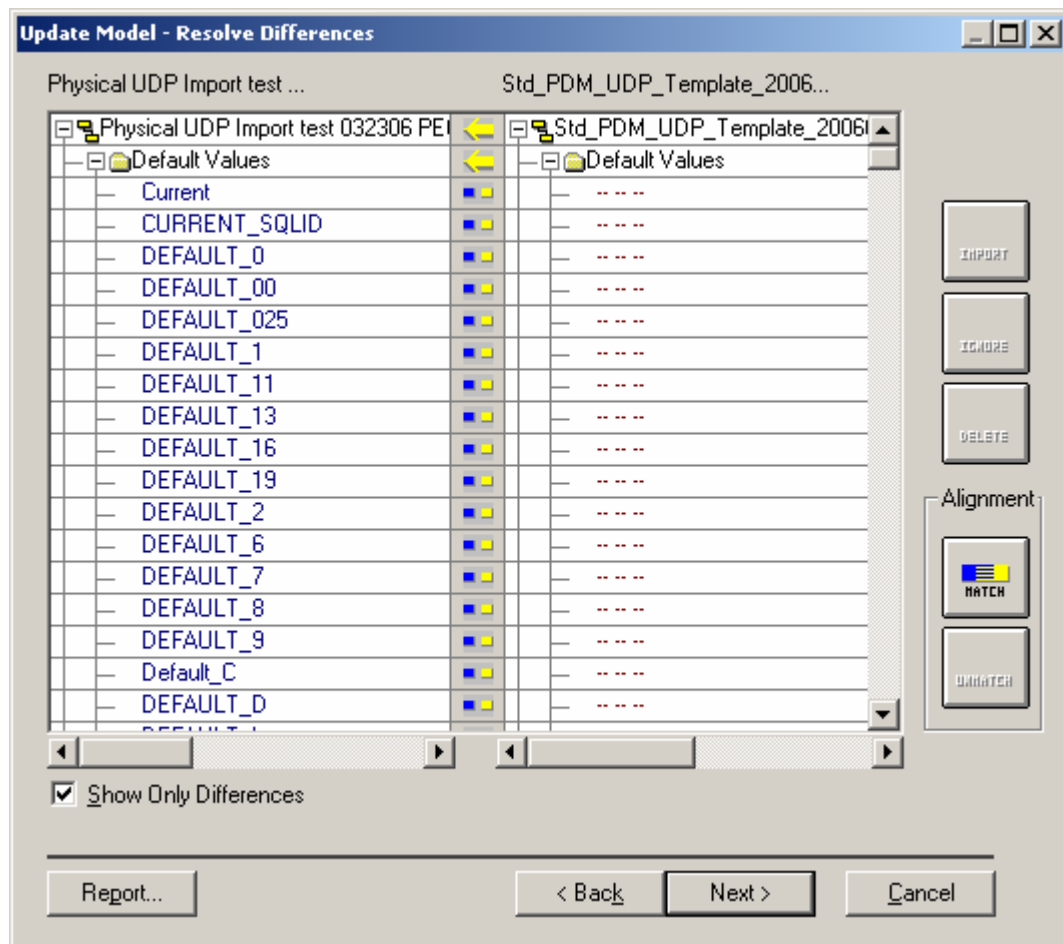 Update Model - Resolve Differences
Physical UDP Import test ... Std_PDM_UDP_Template_2006...
Physical UDP Import test 032306 Std_PDM_UDP_Template_2006
Default Values Default Values
Current -- -- --
CURRENT_SQLID -- -- --
DEFAULT_0 -- -- --
DEFAULT_00 -- -- --
DEFAULT_025 -- -- --
DEFAULT_1 -- -- --
DEFAULT_11 -- -- --
DEFAULT_13 -- -- --
DEFAULT_16 -- -- --
DEFAULT_19 -- -- --
DEFAULT_2 -- -- --
DEFAULT_6 -- -- --
DEFAULT_7 -- -- --
DEFAULT_8 -- -- --
DEFAULT_9 -- -- --
Default_C -- -- --
DEFAULT_D -- -- --
IMPORT
IGNORE
DELETE
Alignment
MATCH
UNMATCH
Show Only Differences
Report... < Back Next > Cancel